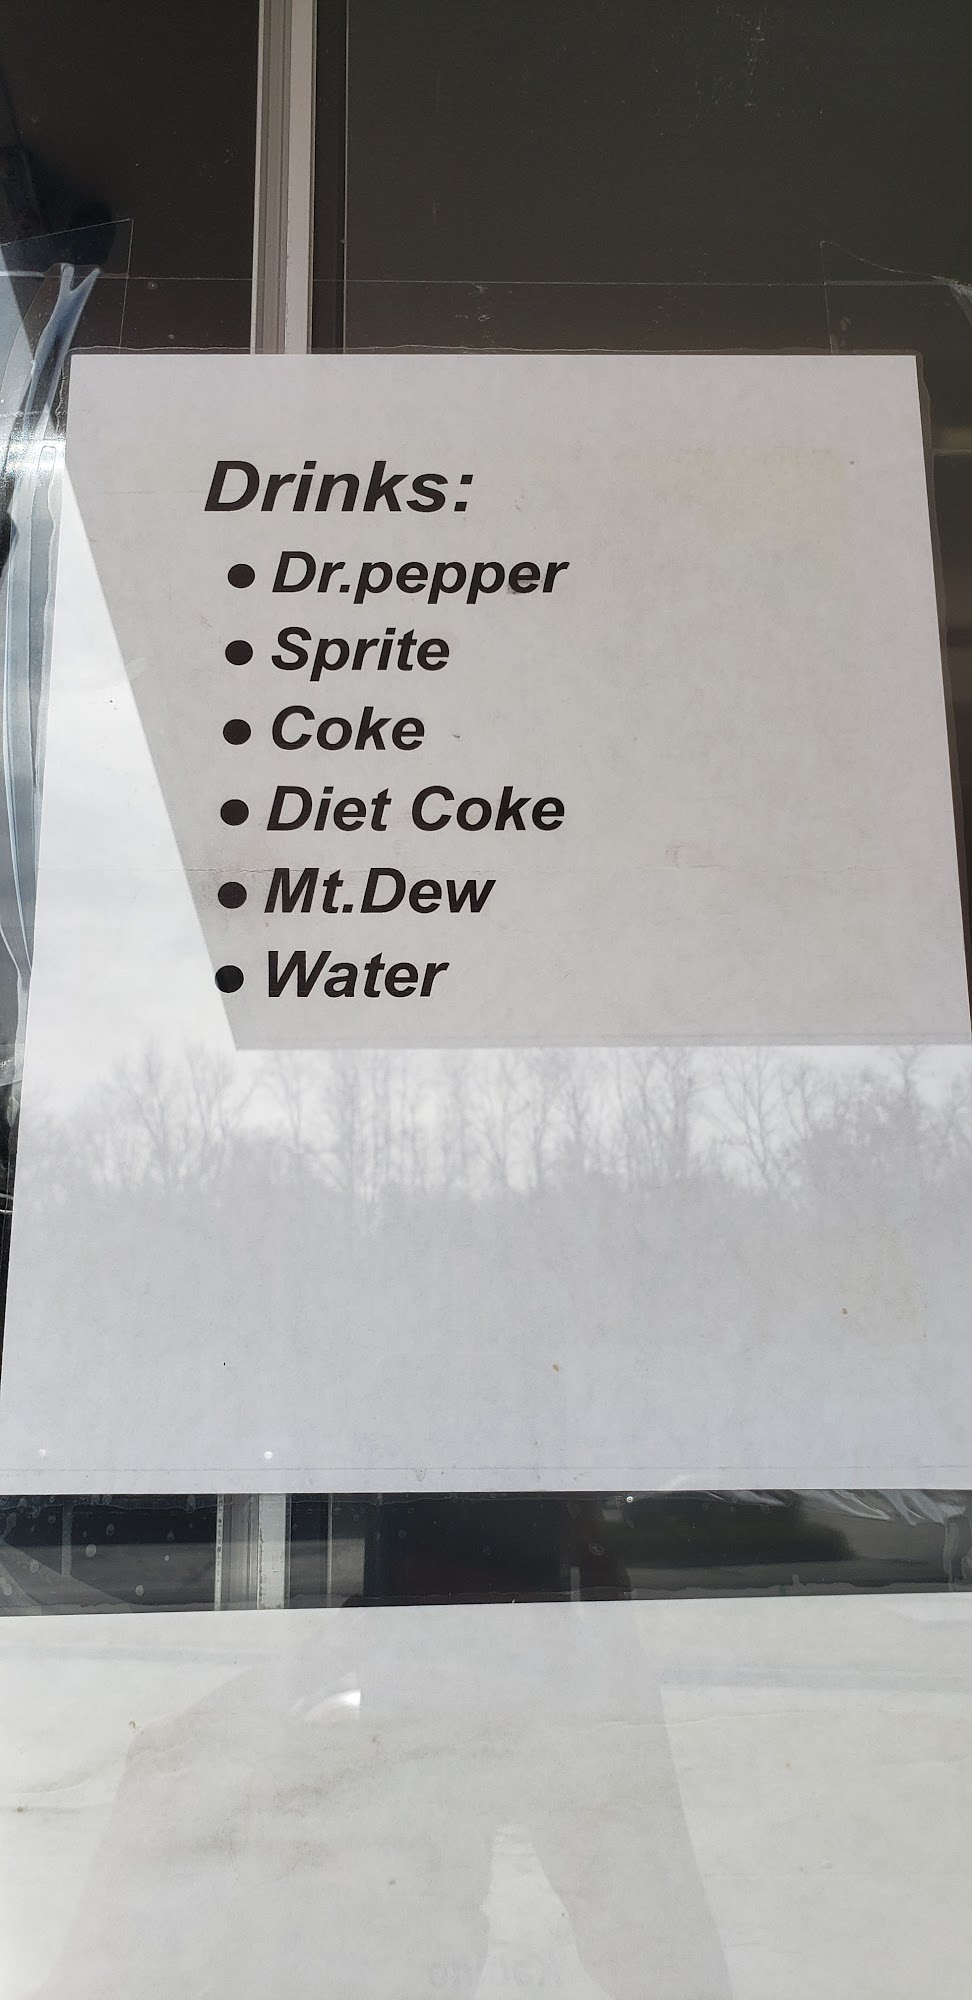 Drinks:
● Dr.pepper
● Sprite
● Coke
● Diet Coke
● Mt.Dew
● Water